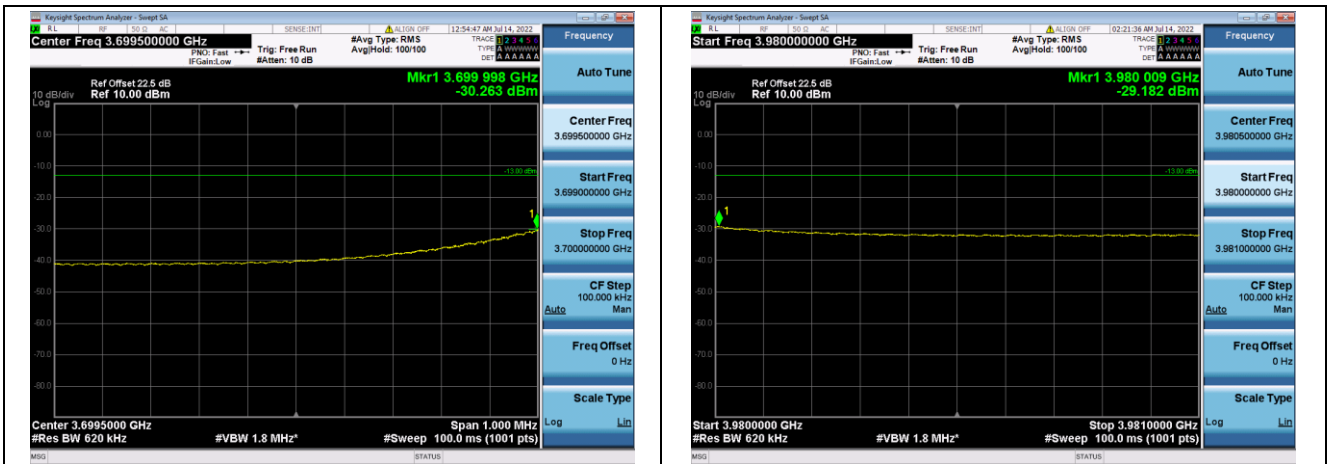 Keysight Spectrum Analyzer - Swept SA
RL RF 50 Ω AC SENSE:INT ALIGN OFF 12:54:47 AM Jul 14, 2022
Center Freq 3.699500000 GHz
PNO: Fast
IFGain:Low
Trig: Free Run
#Atten: 10 dB
#Avg Type: RMS
Avg|Hold: 100/100
TRACE 1 2 3 4 5 6
TYPE A WWWWW
DET A A A A A A
Ref Offset 22.5 dB
10 dB/div Ref 10.00 dBm
Log
Mkr1 3.699 998 GHz
-30.263 dBm
0.00
-10.0
-13.00 dBm
-20.0
1
-30.0
-40.0
-50.0
-60.0
-70.0
-80.0
Center 3.6995000 GHz Span 1.000 MHz
#Res BW 620 kHz #VBW 1.8 MHz* #Sweep 100.0 ms (1001 pts)
MSG STATUS
Frequency
Auto Tune
Center Freq
3.699500000 GHz
Start Freq
3.699000000 GHz
Stop Freq
3.700000000 GHz
CF Step
100.000 kHz
Auto Man
Freq Offset
0 Hz
Scale Type
Log Lin
Keysight Spectrum Analyzer - Swept SA
RL RF 50 Ω AC SENSE:INT ALIGN OFF 02:21:36 AM Jul 14, 2022
Start Freq 3.980000000 GHz
PNO: Fast
IFGain:Low
Trig: Free Run
#Atten: 10 dB
#Avg Type: RMS
Avg|Hold: 100/100
TRACE 1 2 3 4 5 6
TYPE A WWWWW
DET A A A A A A
Ref Offset 22.5 dB
10 dB/div Ref 10.00 dBm
Log
Mkr1 3.980 009 GHz
-29.182 dBm
0.00
-10.0
-13.00 dBm
-20.0
1
-30.0
-40.0
-50.0
-60.0
-70.0
-80.0
Start 3.9800000 GHz Stop 3.9810000 GHz
#Res BW 620 kHz #VBW 1.8 MHz* #Sweep 100.0 ms (1001 pts)
MSG STATUS
Frequency
Auto Tune
Center Freq
3.980500000 GHz
Start Freq
3.980000000 GHz
Stop Freq
3.981000000 GHz
CF Step
100.000 kHz
Auto Man
Freq Offset
0 Hz
Scale Type
Log Lin